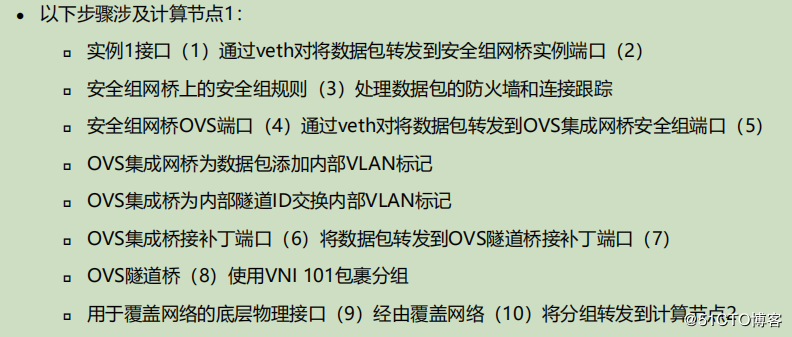 以下步骤涉及计算节点1：
实例1接口（1）通过veth对将数据包转发到安全组网桥实例端口（2）
安全组网桥上的安全组规则（3）处理数据包的防火墙和连接跟踪
安全组网桥OVS端口（4）通过veth对将数据包转发到OVS集成网桥安全组端口（5）
OVS集成网桥为数据包添加内部VLAN标记
OVS集成桥为内部隧道ID交换内部VLAN标记
OVS集成桥接补丁端口（6）将数据包转发到OVS隧道桥接补丁端口（7）
OVS隧道桥（8）使用VNI 101包裹分组
用于覆盖网络的底层物理接口（9）经由覆盖网络（10）将分组转发到计算节点2
@51CTO博客